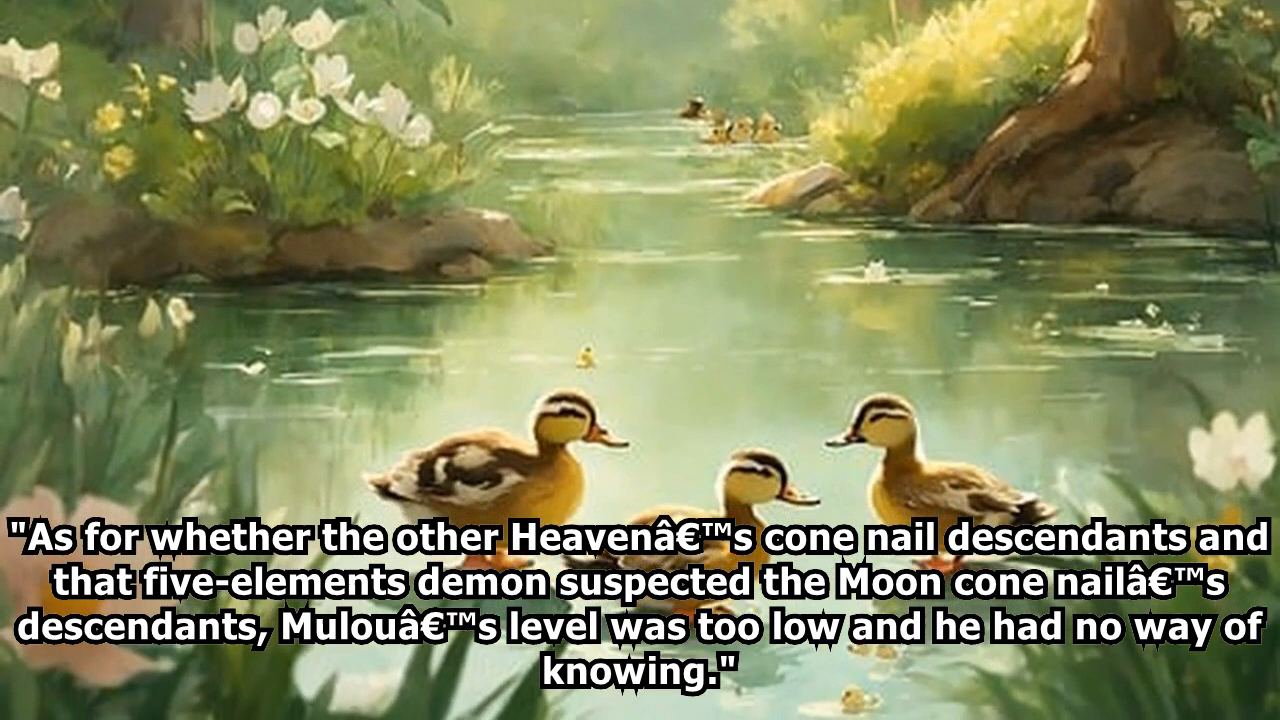 "As for whether the other Heavenâ€™s cone nail descendants and
that five-elements demon suspected the Moon cone nailâ€™s
descendants, Mulouâ€™s level was too low and he had no way of
knowing."